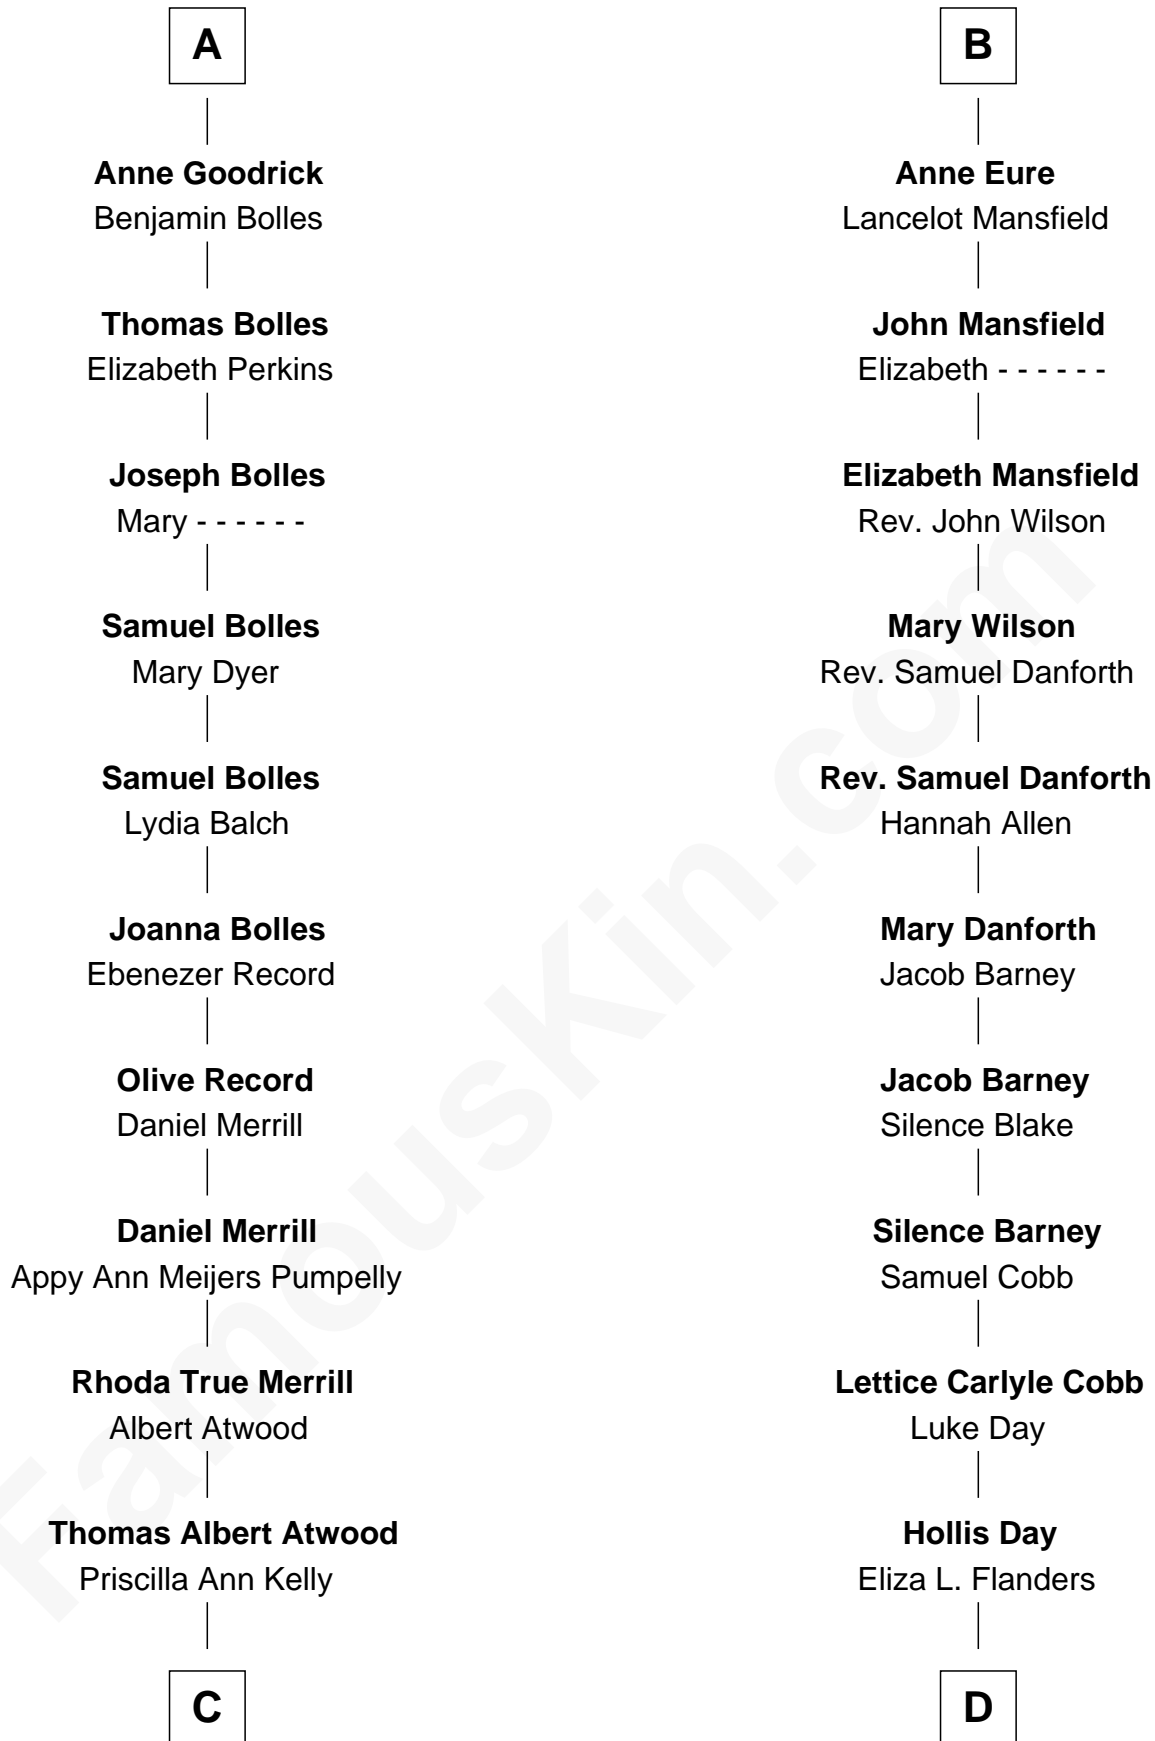 A
Anne Goodrick
Benjamin Bolles
Thomas Bolles
Elizabeth Perkins
Joseph Bolles
Mary - - - - - -
Samuel Bolles
Mary Dyer
Samuel Bolles
Lydia Balch
Joanna Bolles
Ebenezer Record
Olive Record
Daniel Merrill
Daniel Merrill
Appy Ann Meijers Pumpelly
Rhoda True Merrill
Albert Atwood
Thomas Albert Atwood
Priscilla Ann Kelly
C
B
Anne Eure
Lancelot Mansfield
John Mansfield
Elizabeth - - - - - -
Elizabeth Mansfield
Rev. John Wilson
Mary Wilson
Rev. Samuel Danforth
Rev. Samuel Danforth
Hannah Allen
Mary Danforth
Jacob Barney
Jacob Barney
Silence Blake
Silence Barney
Samuel Cobb
Lettice Carlyle Cobb
Luke Day
Hollis Day
Eliza L. Flanders
D
FamousKin.com